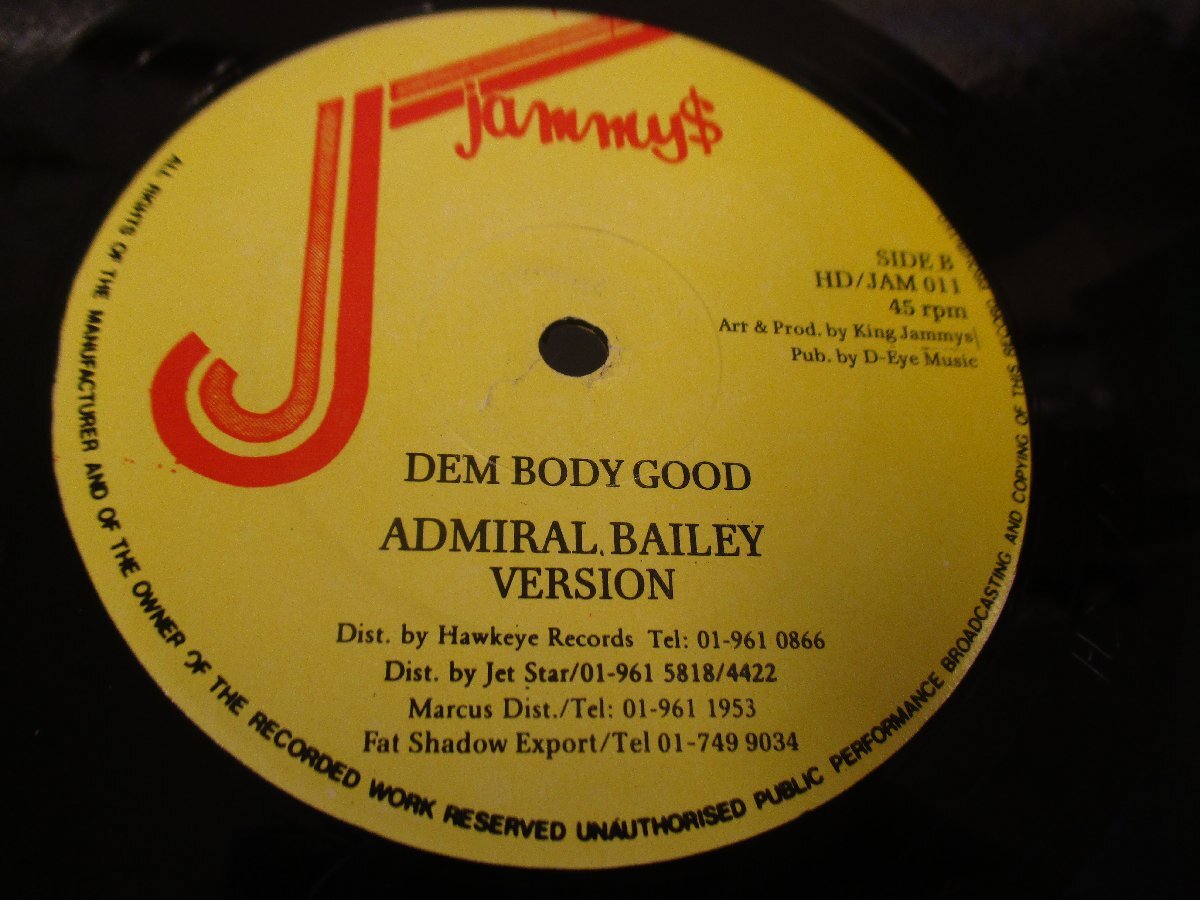 jammy$
SIDE B
HD/JAM 011
45 rpm
Arr & Prod. by King Jammys
Pub. by D-Eye Music
DEM BODY GOOD
ADMIRAL BAILEY
VERSION
Dist. by Hawkeye Records Tel: 01-961 0866
Dist. by Jet Star/01-961 5818/4422
Marcus Dist./Tel: 01-961 1953
Fat Shadow Export/Tel 01-749 9034
ALL RIGHTS OF THE MANUFACTURER AND OF THE OWNER OF THE RECORDED WORK RESERVED UNAUTHORISED PUBLIC PERFORMANCE BROADCASTING AND COPYING OF THIS RECORD